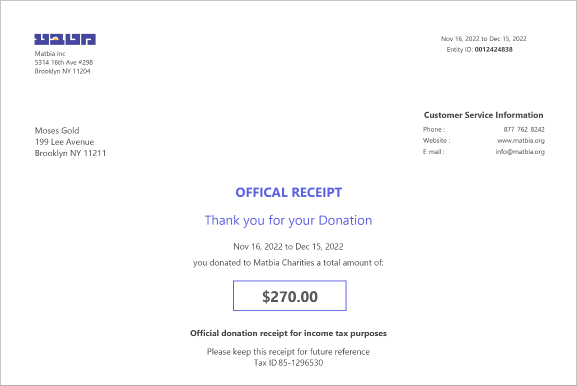 מטביע
Matbia inc
5314 16th Ave #298
Brooklyn NY 11204
Nov 16, 2022 to Dec 15, 2022
Entity ID: 0012424838
Customer Service Information
Phone : 877 762 8242
Website : www.matbia.org
E-mail : info@matbia.org
Moses Gold
199 Lee Avenue
Brooklyn NY 11211
OFFICAL RECEIPT
Thank you for your Donation
Nov 16, 2022 to Dec 15, 2022
you donated to Matbia Charities a total amount of:
$270.00
Official donation receipt for income tax purposes
Please keep this receipt for future reference
Tax ID 85-1296530